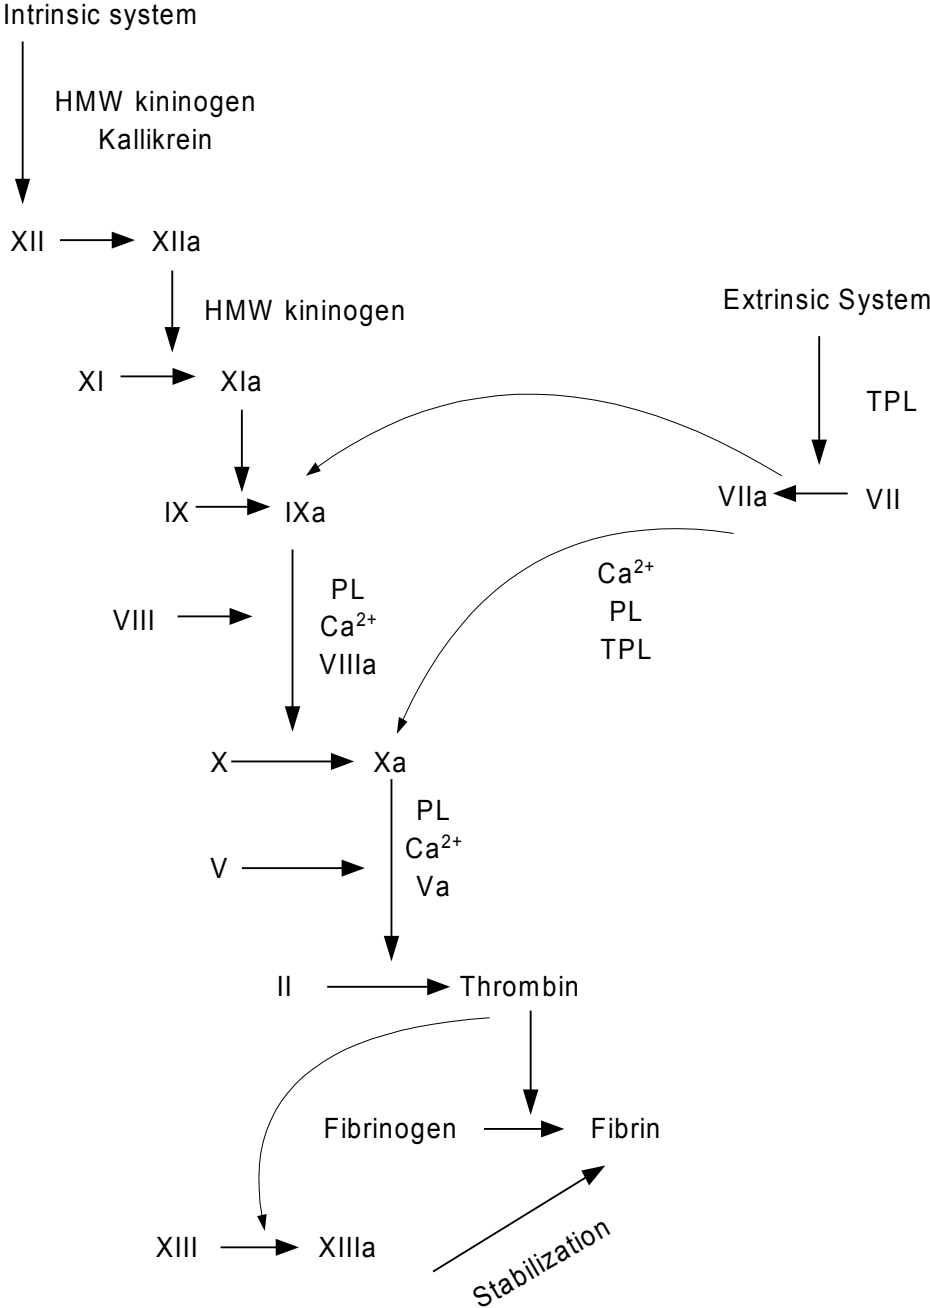 Intrinsic system
HMW kininogen
Kallikrein
XII
XIIa
HMW kininogen
Extrinsic System
XI
XIa
TPL
IX
IXa
VIIa
VII
VIII
PL
Ca²⁺
VIIIa
Ca²⁺
PL
TPL
X
Xa
V
PL
Ca²⁺
Va
II
Thrombin
Fibrinogen
Fibrin
XIII
XIIIa
Stabilization